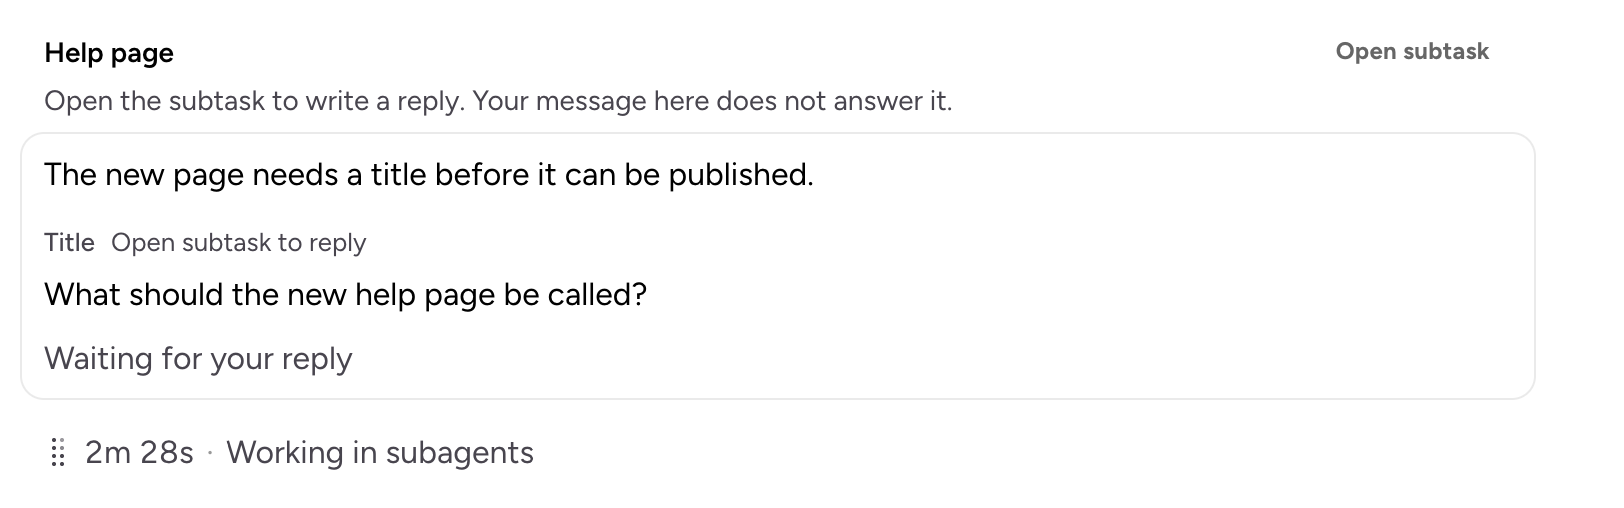 Help page
Open subtask
Open the subtask to write a reply. Your message here does not answer it.
The new page needs a title before it can be published.
Title Open subtask to reply
What should the new help page be called?
Waiting for your reply
2m 28s · Working in subagents